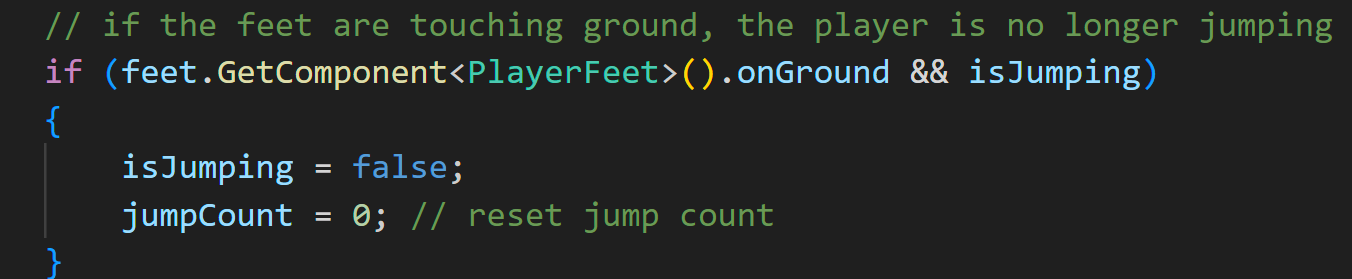 // if the feet are touching ground, the player is no longer jumping
if (feet.GetComponent<PlayerFeet>().onGround && isJumping)
{
    isJumping = false;
    jumpCount = 0; // reset jump count
}